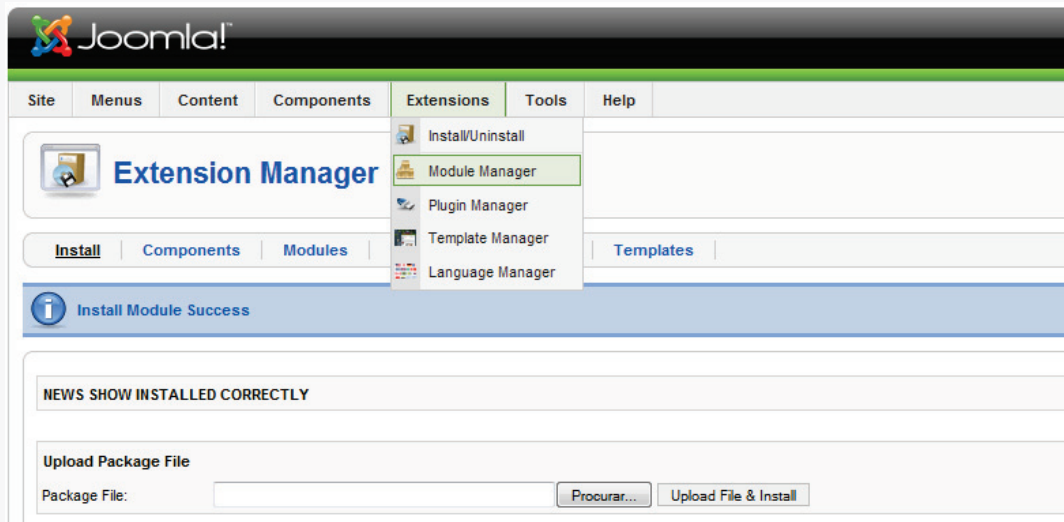 Joomla!™
Site Menus Content Components Extensions Tools Help
Install/Uninstall
Module Manager
Plugin Manager
Template Manager
Language Manager
Extension Manager
Install Components Modules Templates
Install Module Success
NEWS SHOW INSTALLED CORRECTLY
Upload Package File
Package File: Procurar... Upload File & Install